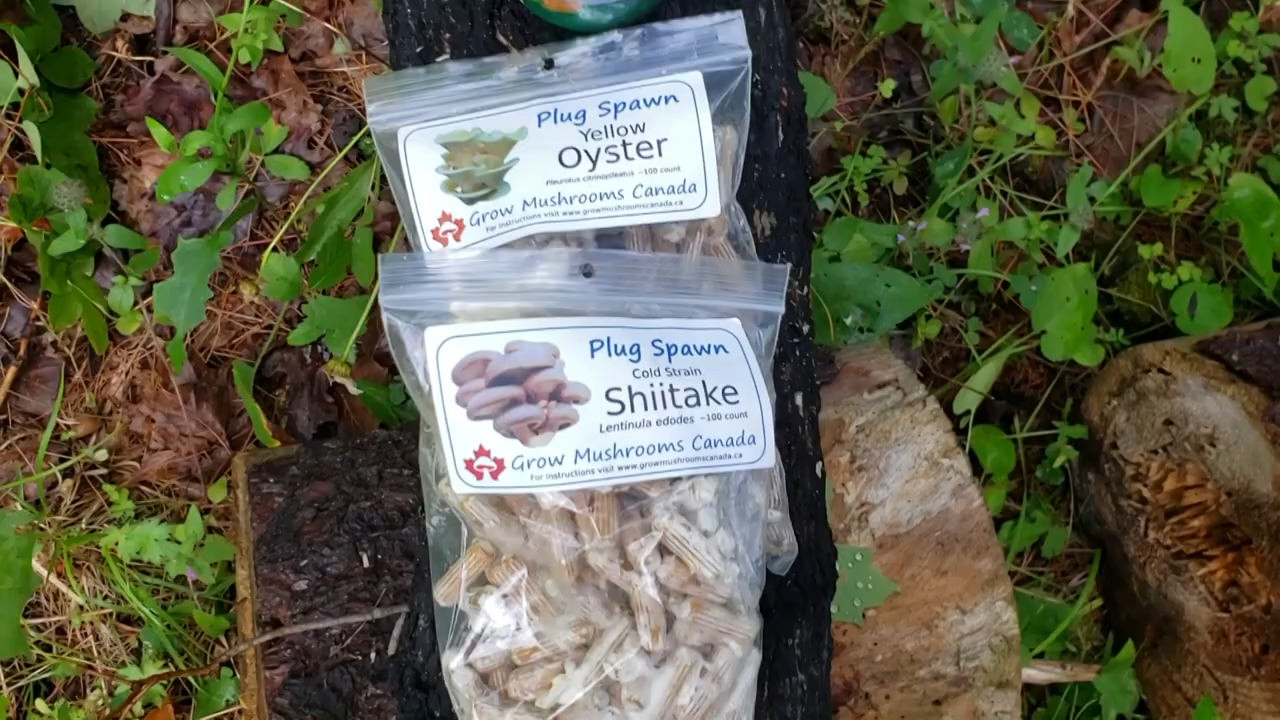 Plug Spawn
Yellow
Oyster
Pleurotus citrinopileatus ~100 count
Grow Mushrooms Canada
For instructions visit www.growmushroomscanada.ca
Plug Spawn
Cold Strain
Shiitake
Lentinula edodes ~100 count
Grow Mushrooms Canada
For instructions visit www.growmushroomscanada.ca